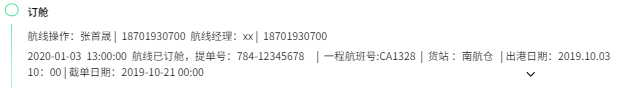 订舱
航线操作：张首晟 | 18701930700 航线经理：xx | 18701930700
2020-01-03 13:00:00 航线已订舱，提单号：784-12345678 | 一程航班号:CA1328 | 货站： 南航仓 | 出港日期：2019.10.03
10：00 | 截单日期：2019-10-21 00:00